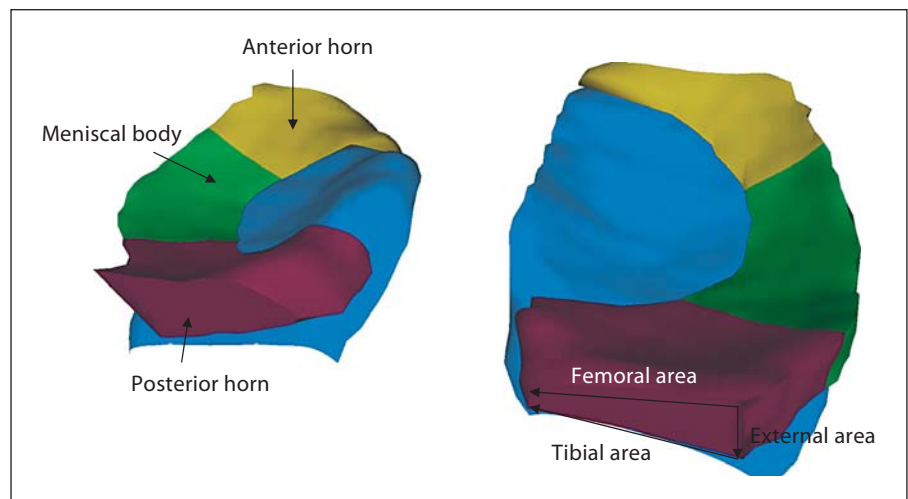 Anterior horn
Meniscal body
Posterior horn
Femoral area
External area
Tibial area